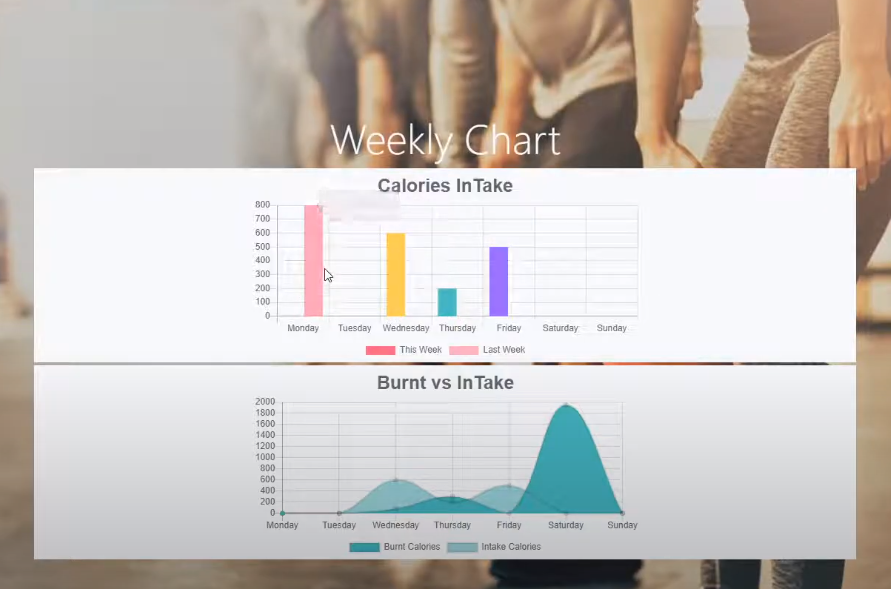 Weekly Chart
Calories InTake
800
700
600
500
400
300
200
100
0
Monday Tuesday Wednesday Thursday Friday Saturday Sunday
This Week Last Week
Burnt vs InTake
2000
1800
1600
1400
1200
1000
800
600
400
200
0
Monday Tuesday Wednesday Thursday Friday Saturday Sunday
Burnt Calories Intake Calories